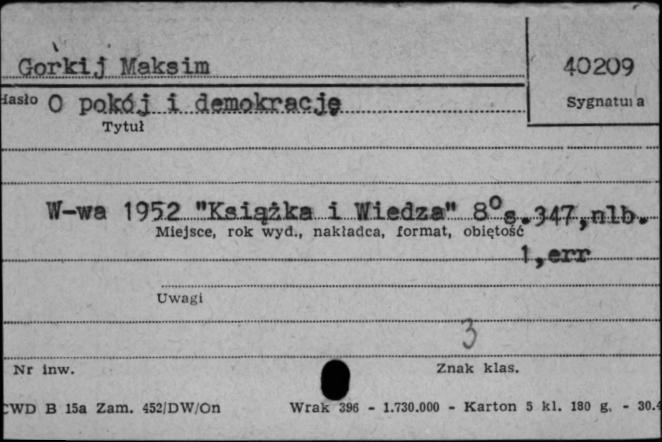 Gorkij Maksim
40209
Hasło O pokój i demokrację
Sygnatura
Tytuł
W-wa 1952 "Książka i Wiedza" 8° s.347,nlb.
Miejsce, rok wyd., nakładca, format, objętość
1,err
Uwagi
3
Nr inw.
Znak klas.
CWD B 15a Zam. 452/DW/On Wrak 396 - 1.730.000 - Karton 5 kl. 180 g. - 30.4